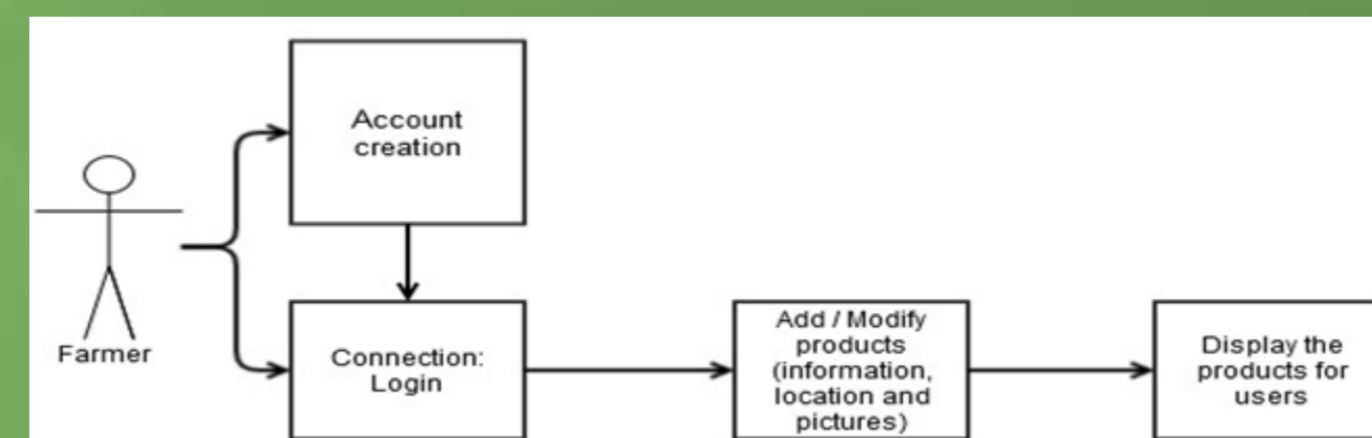 Account
creation
Farmer
Connection:
Login
Add / Modify
products
(information,
location and
pictures)
Display the
products for
users